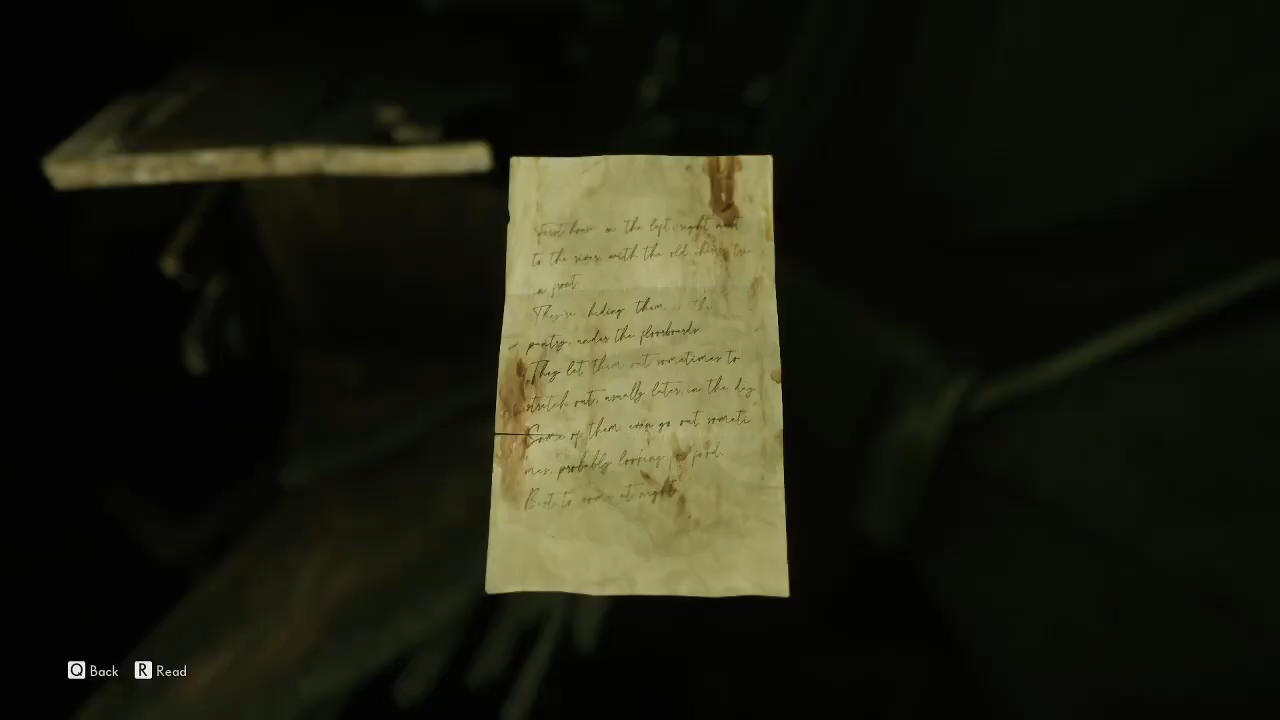 First house on the left, right next
to the river, with the old cherry tree
in front.
They're hiding them in the
pantry, under the floorboards
They let them out sometimes to
stretch out, usually later in the day
Some of them even go out someti
mes, probably looking for food.
Best to come at night
Q Back R Read